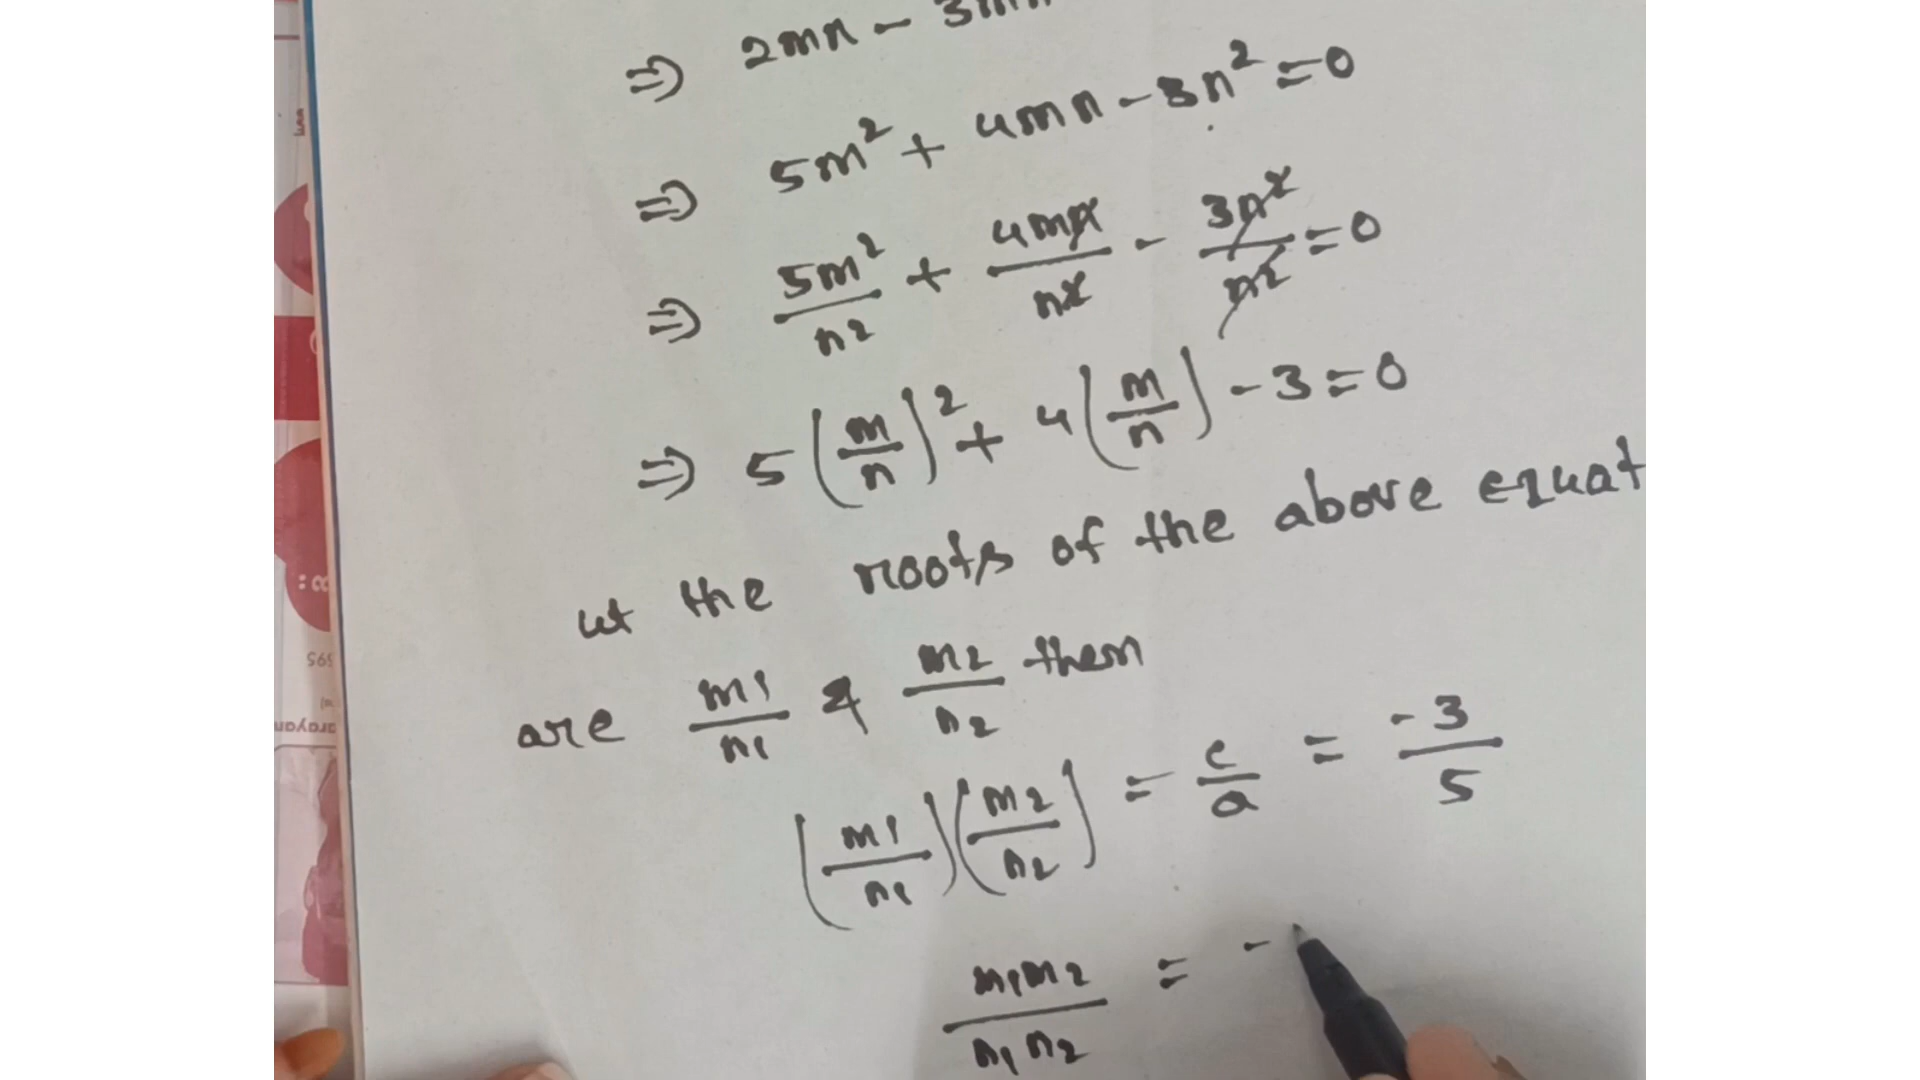 ⇒ 2mn - 3mn
⇒ 5m² + 4mn - 3n² = 0
⇒ 5m²/n² + 4mn/n² - 3n²/n² = 0
⇒ 5(m/n)² + 4(m/n) - 3 = 0
let the roots of the above equat
are m1/n1 & m2/n2 then
(m1/n1)(m2/n2) = c/a = -3/5
m1m2/n1n2 = -